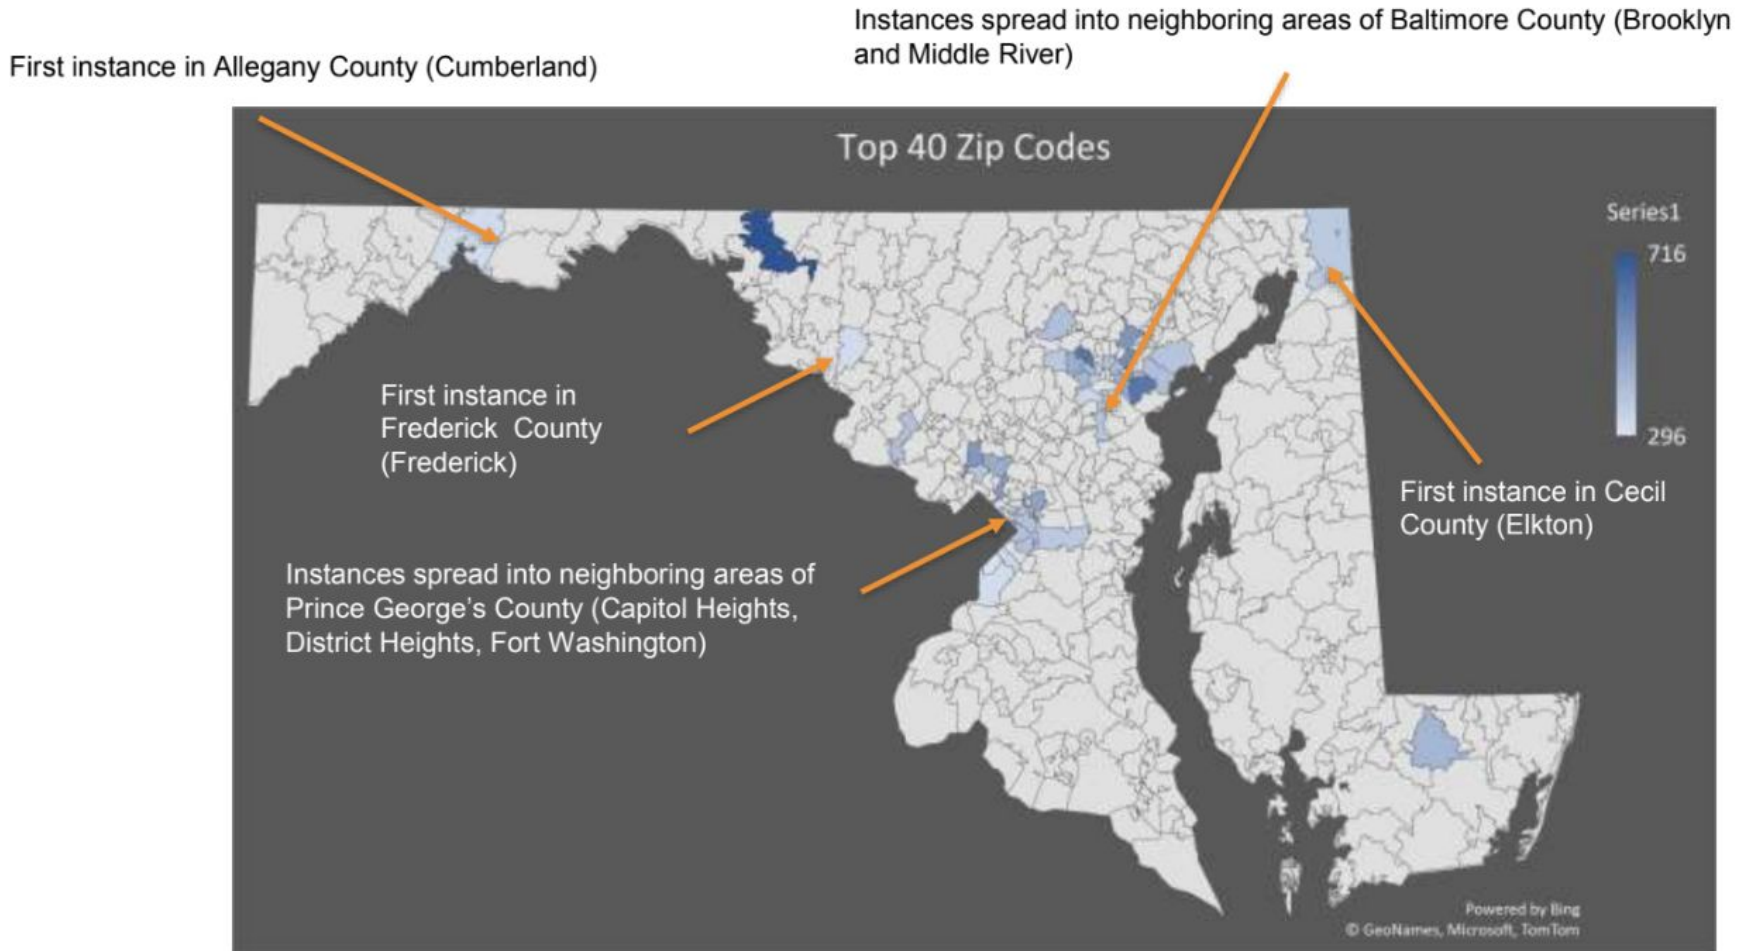 Instances spread into neighboring areas of Baltimore County (Brooklyn
and Middle River)
First instance in Allegany County (Cumberland)
Top 40 Zip Codes
Series1
716
296
First instance in
Frederick County
(Frederick)
First instance in Cecil
County (Elkton)
Instances spread into neighboring areas of
Prince George’s County (Capitol Heights,
District Heights, Fort Washington)
Powered by Bing
© GeoNames, Microsoft, TomTom